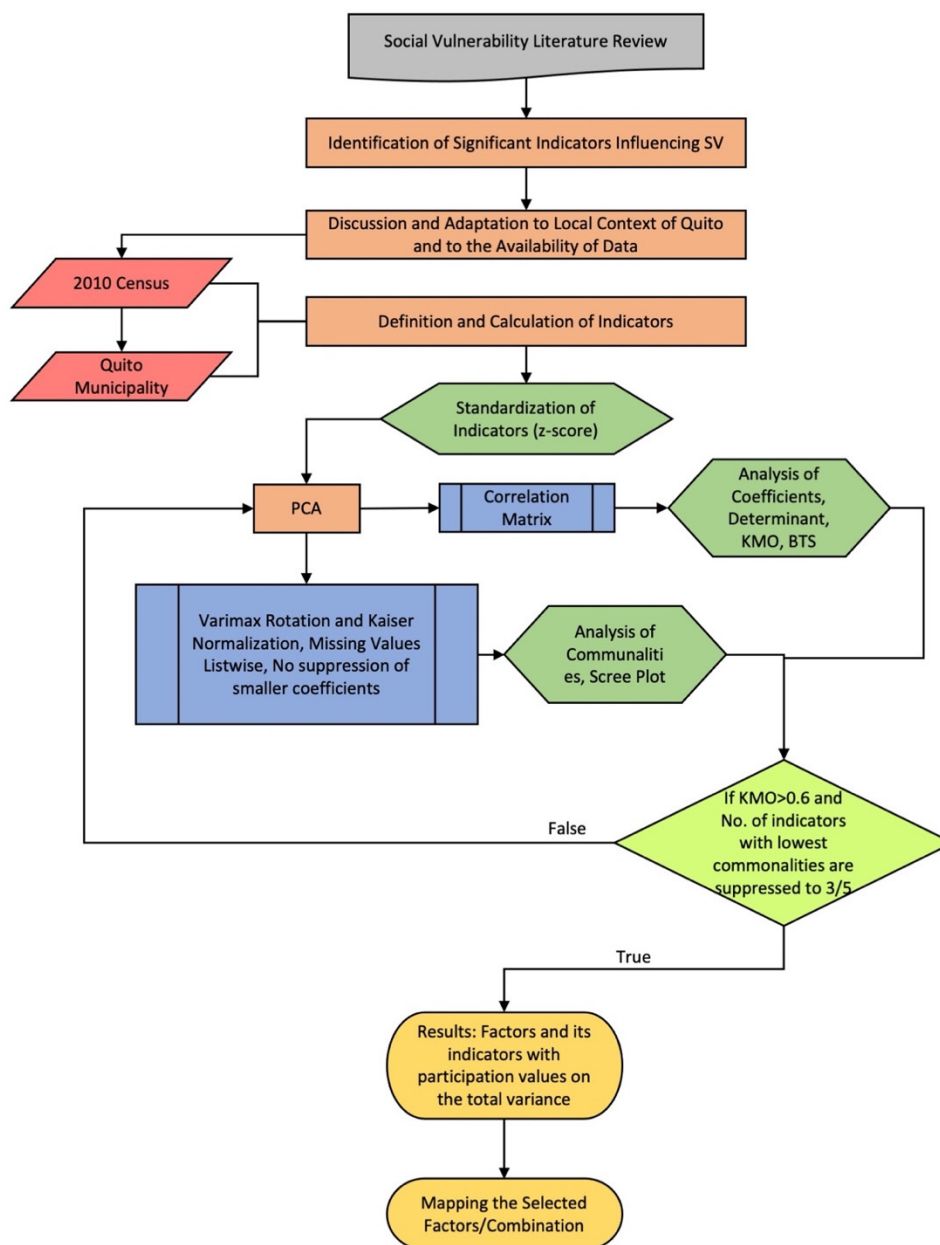 Social Vulnerability Literature Review
Identification of Significant Indicators Influencing SV
Discussion and Adaptation to Local Context of Quito
and to the Availability of Data
2010 Census
Definition and Calculation of Indicators
Quito
Municipality
Standardization of
Indicators (z-score)
PCA
Correlation
Matrix
Analysis of
Coefficients,
Determinant,
KMO, BTS
Varimax Rotation and Kaiser
Normalization, Missing Values
Listwise, No suppression of
smaller coefficients
Analysis of
Communaliti
es, Scree Plot
If KMO>0.6 and
No. of indicators
with lowest
commonalities are
suppressed to 3/5
False
True
Results: Factors and its
indicators with
participation values on
the total variance
Mapping the Selected
Factors/Combination